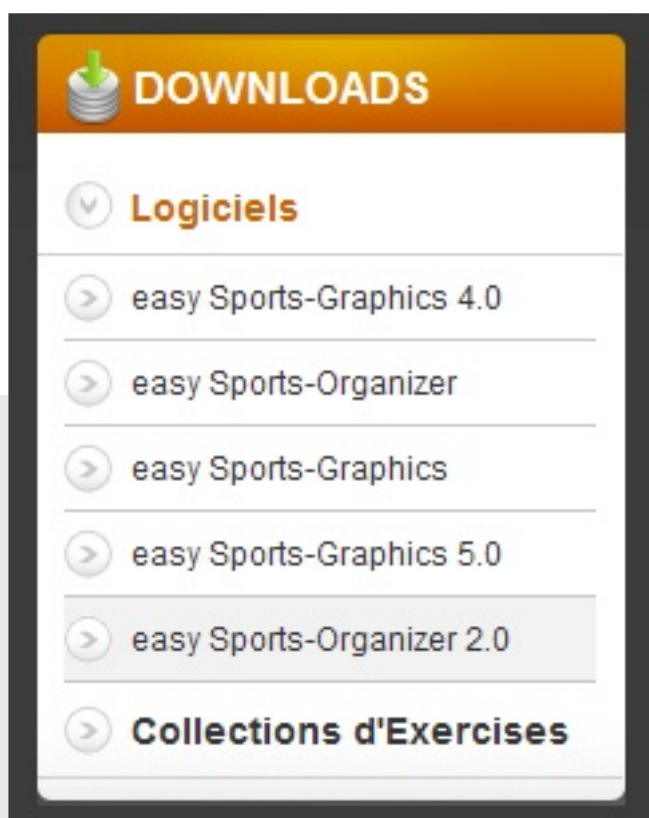 DOWNLOADS
Logiciels
easy Sports-Graphics 4.0
easy Sports-Organizer
easy Sports-Graphics
easy Sports-Graphics 5.0
easy Sports-Organizer 2.0
Collections d'Exercises